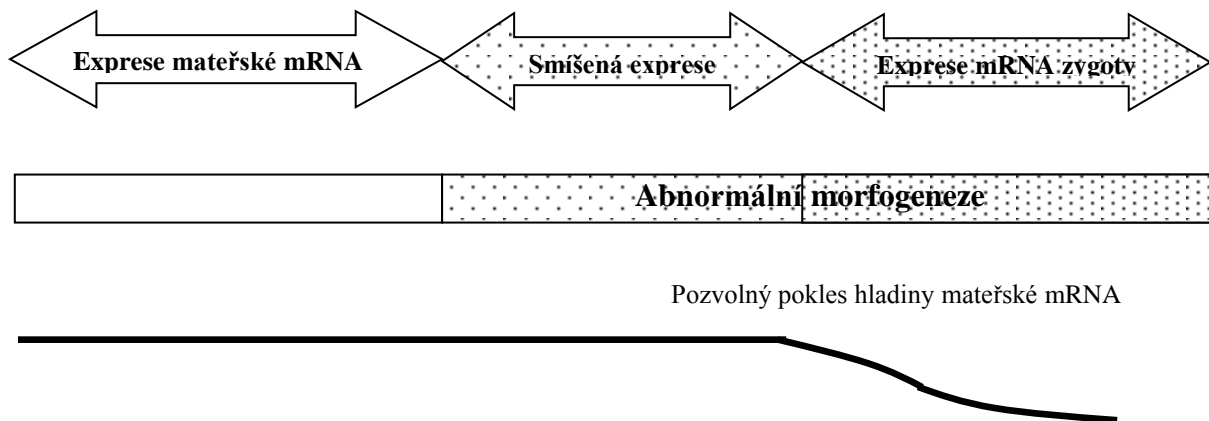 Exprese mateřské mRNA
Smíšená exprese
Exprese mRNA zygoty
Abnormální morfogeneze
Pozvolný pokles hladiny mateřské mRNA